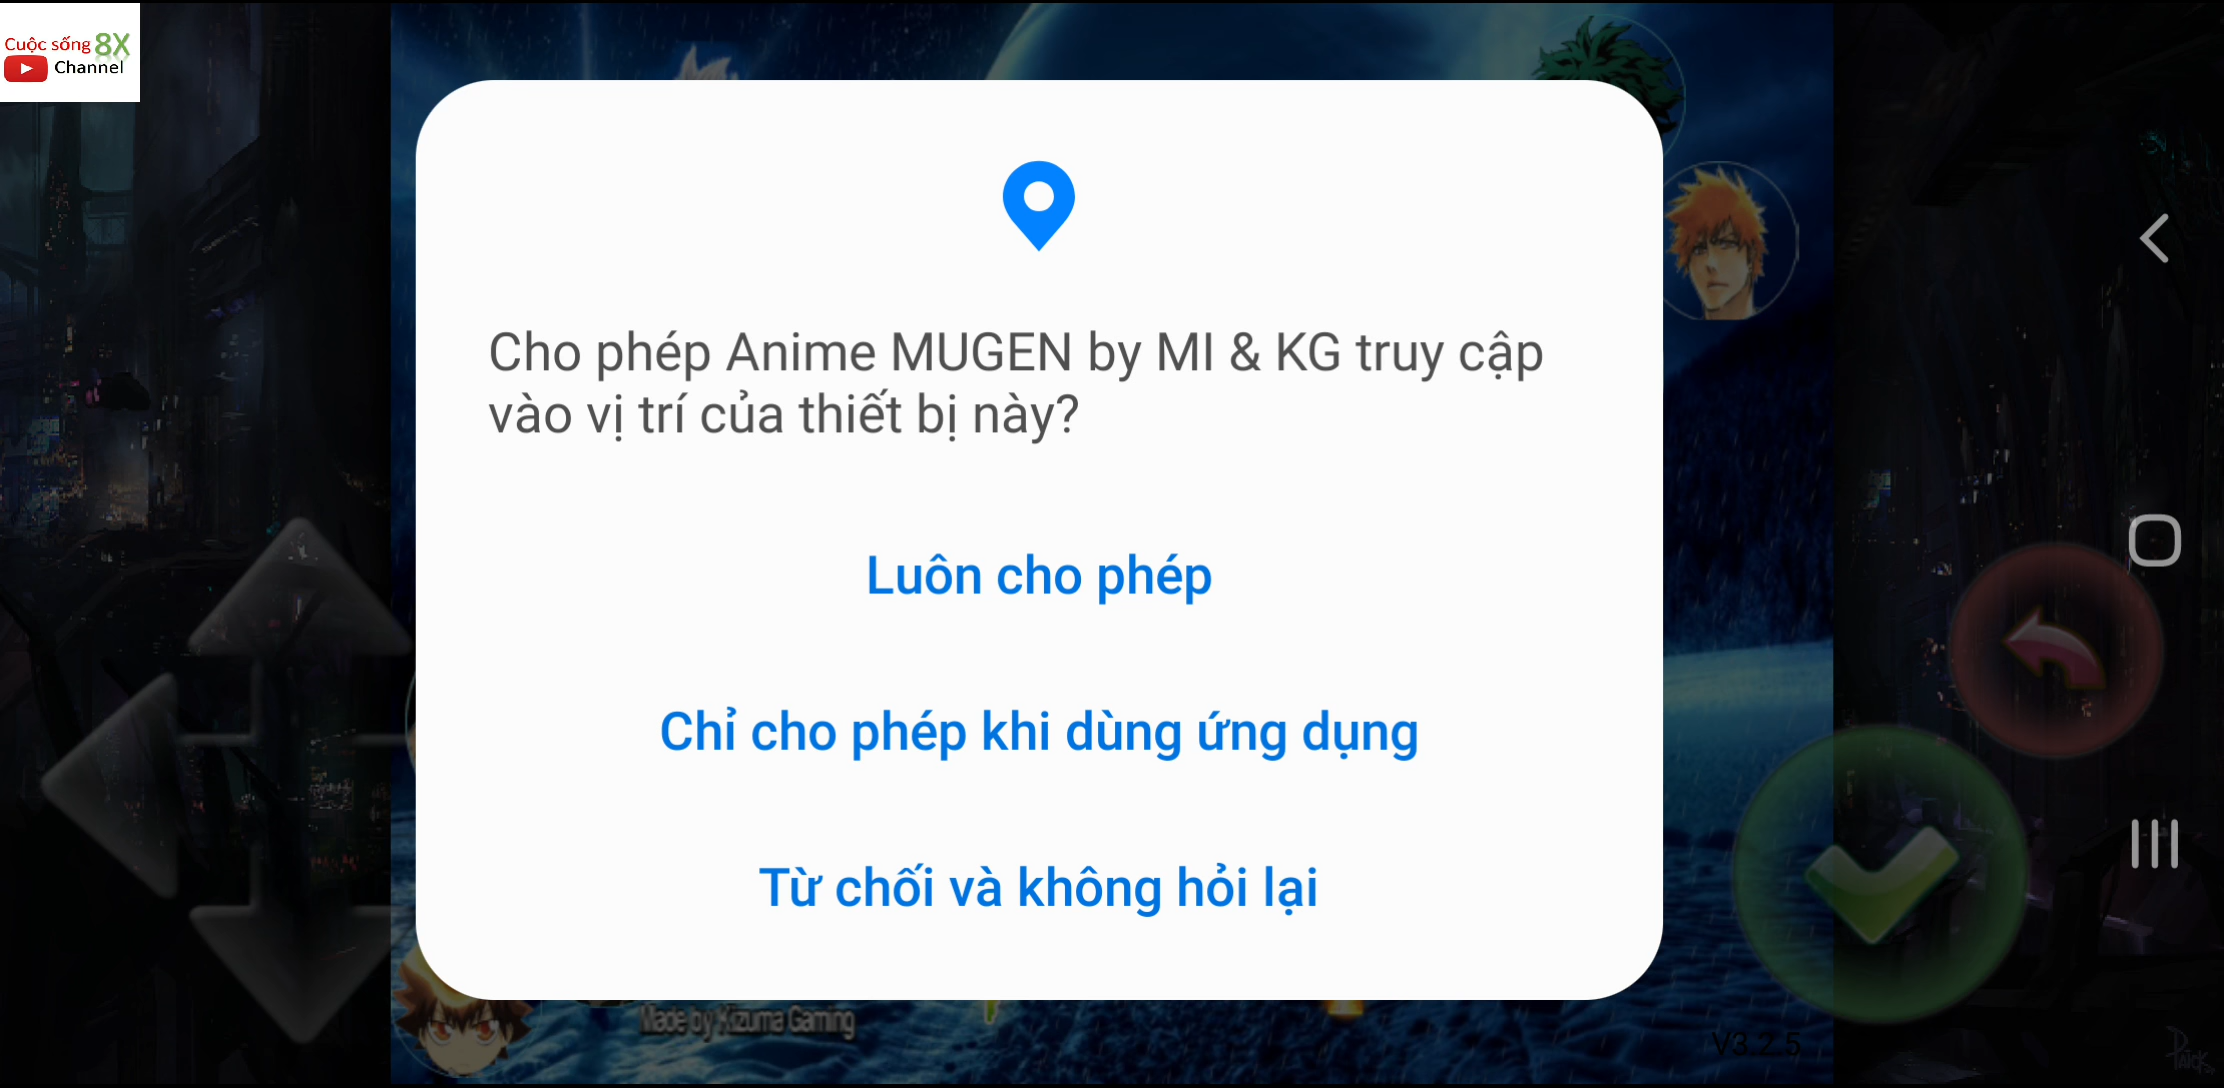 Cuộc sống 8X
Channel
Cho phép Anime MUGEN by MI & KG truy cập
vào vị trí của thiết bị này?
Luôn cho phép
Chỉ cho phép khi dùng ứng dụng
Từ chối và không hỏi lại
Made by Kizuma Gaming
V3.2.5